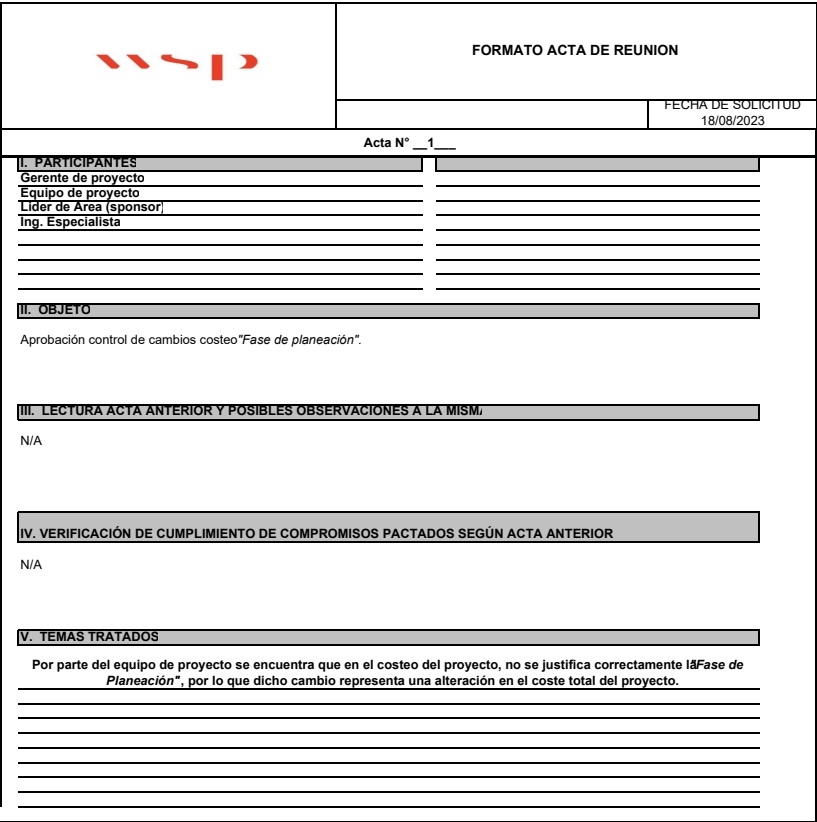 wsp
FORMATO ACTA DE REUNION
FECHA DE SOLICITUD
18/08/2023
Acta N° __1___
I. PARTICIPANTES
Gerente de proyecto
Equipo de proyecto
Lider de Area (sponsor)
Ing. Especialista
II. OBJETO
Aprobación control de cambios costeo"Fase de planeación".
III. LECTURA ACTA ANTERIOR Y POSIBLES OBSERVACIONES A LA MISMA
N/A
IV. VERIFICACIÓN DE CUMPLIMIENTO DE COMPROMISOS PACTADOS SEGÚN ACTA ANTERIOR
N/A
V. TEMAS TRATADOS
Por parte del equipo de proyecto se encuentra que en el costeo del proyecto, no se justifica correctamente la "Fase de
Planeación", por lo que dicho cambio representa una alteración en el coste total del proyecto.